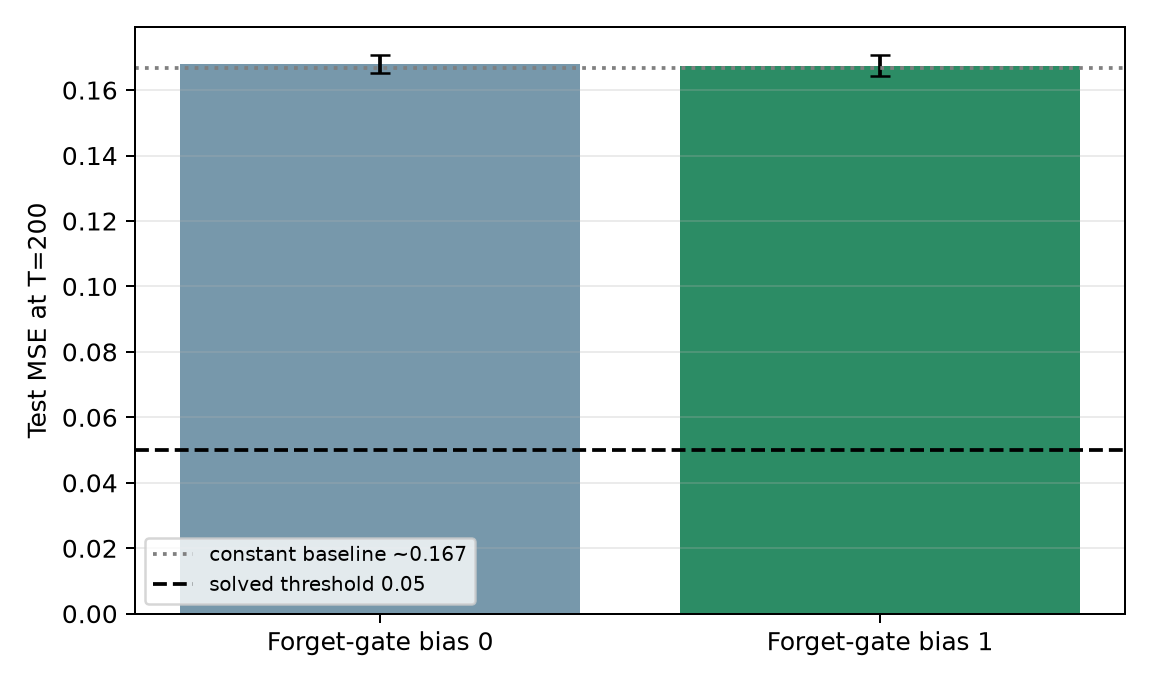 Test MSE at T=200
0.16
0.14
0.12
0.10
0.08
0.06
0.04
0.02
0.00
constant baseline ~0.167
solved threshold 0.05
Forget-gate bias 0
Forget-gate bias 1